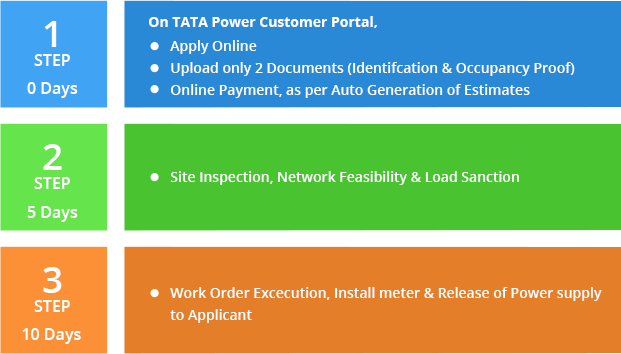 1
STEP
0 Days
On TATA Power Customer Portal,
● Apply Online
● Upload only 2 Documents (Identifcation & Occupancy Proof)
● Online Payment, as per Auto Generation of Estimates
2
STEP
5 Days
● Site Inspection, Network Feasibility & Load Sanction
3
STEP
10 Days
● Work Order Excecution, Install meter & Release of Power supply
to Applicant